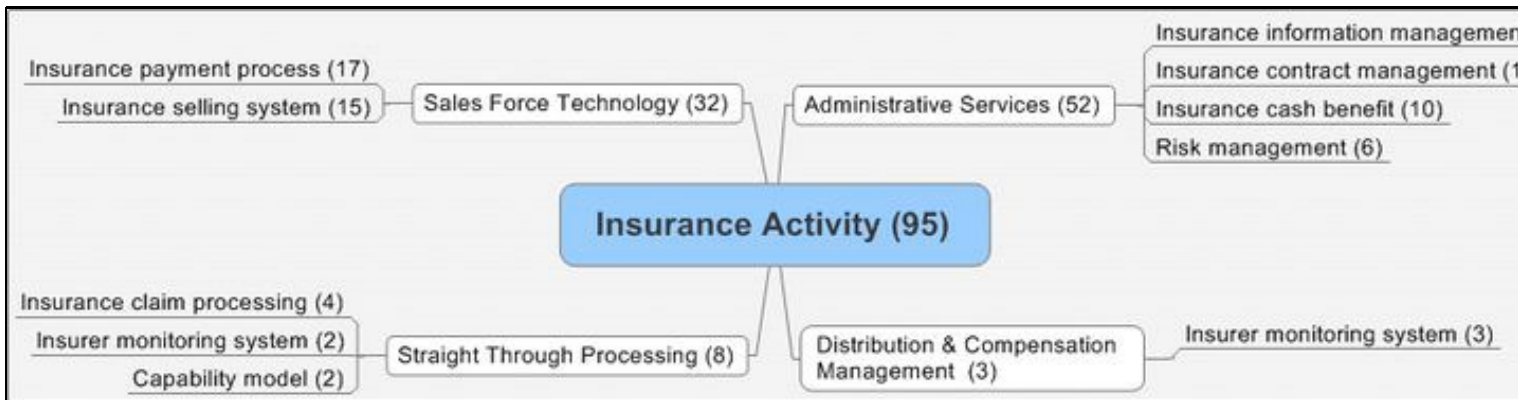 Insurance payment process (17)
Insurance selling system (15)
Sales Force Technology (32)
Administrative Services (52)
Insurance information
Insurance contract management
Insurance cash benefit (10)
Risk management (6)
Insurance Activity (95)
Insurance claim processing (4)
Insurer monitoring system (2)
Capability model (2)
Straight Through Processing (8)
Distribution & Compensation
Management (3)
Insurer monitoring system (3)